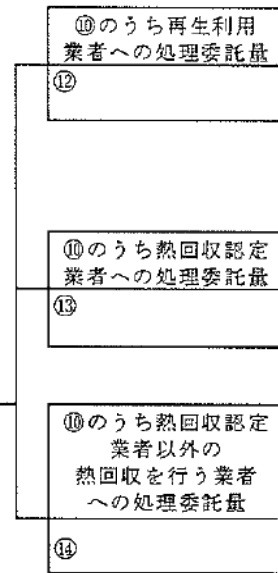 ⑩のうち再生利用
業者への処理委託量
⑫
⑩のうち熱回収認定
業者への処理委託量
⑬
⑩のうち熱回収認定
業者以外の
熱回収を行う業者
への処理委託量
⑭